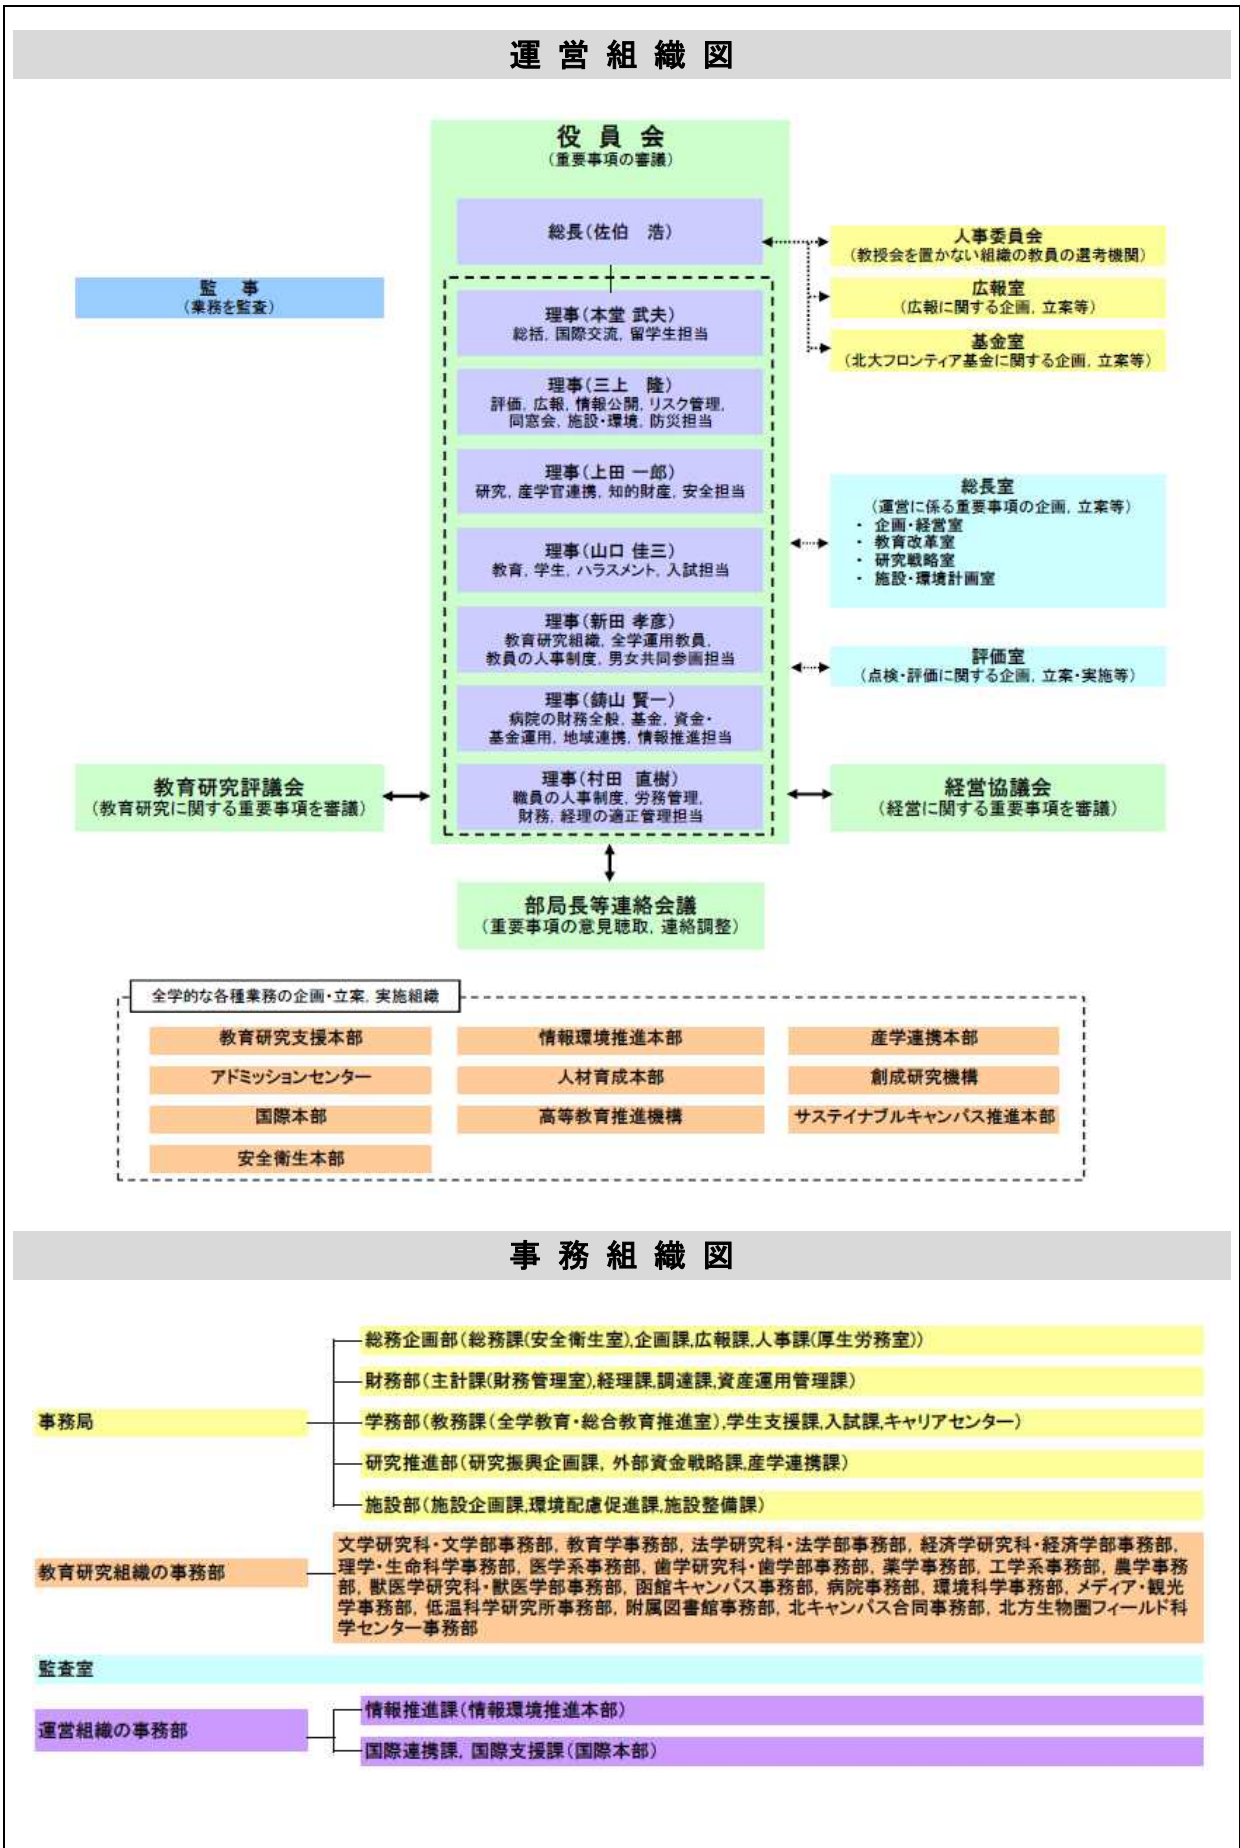 運営組織図
役員会
（重要事項の審議）
総長（佐伯　浩）
人事委員会
（教授会を置かない組織の教員の選考機関）
監　事
（業務を監査）
広報室
（広報に関する企画，立案等）
理事（本堂 武夫）
総括，国際交流，留学生担当
基金室
（北大フロンティア基金に関する企画，立案等）
理事（三上　隆）
評価，広報，情報公開，リスク管理，
同窓会，施設・環境，防災担当
理事（上田 一郎）
研究，産学官連携，知的財産，安全担当
総長室
（運営に係る重要事項の企画，立案等）
・ 企画・経営室
・ 教育改革室
・ 研究戦略室
・ 施設・環境計画室
理事（山口 佳三）
教育，学生，ハラスメント，入試担当
理事（新田 孝彦）
教育研究組織，全学運用教員，
教員の人事制度，男女共同参画担当
評価室
（点検・評価に関する企画，立案・実施等）
理事（鑄山 賢一）
病院の財務全般，基金，資金・
基金運用，地域連携，情報推進担当
教育研究評議会
（教育研究に関する重要事項を審議）
理事（村田　直樹）
職員の人事制度，労務管理，
財務，経理の適正管理担当
経営協議会
（経営に関する重要事項を審議）
部局長等連絡会議
（重要事項の意見聴取，連絡調整）
全学的な各種業務の企画・立案，実施組織
教育研究支援本部
情報環境推進本部
産学連携本部
アドミッションセンター
人材育成本部
創成研究機構
国際本部
高等教育推進機構
サステイナブルキャンパス推進本部
安全衛生本部
事務組織図
総務企画部（総務課（安全衛生室）,企画課,広報課,人事課（厚生労務室））
財務部（主計課（財務管理室）,経理課,調達課,資産運用管理課）
事務局
学務部（教務課（全学教育・総合教育推進室）,学生支援課,入試課,キャリアセンター）
研究推進部（研究振興企画課，外部資金戦略課,産学連携課）
施設部（施設企画課,環境配慮促進課,施設整備課）
教育研究組織の事務部
文学研究科・文学部事務部，教育学事務部，法学研究科・法学部事務部，経済学研究科・経済学部事務部，
理学・生命科学事務部，医学系事務部，歯学研究科・歯学部事務部，薬学事務部，工学系事務部，農学事務
部，獣医学研究科・獣医学部事務部，函館キャンパス事務部，病院事務部，環境科学事務部，メディア・観光
学事務部，低温科学研究所事務部，附属図書館事務部，北キャンパス合同事務部，北方生物圏フィールド科
学センター事務部
監査室
運営組織の事務部
情報推進課（情報環境推進本部）
国際連携課，国際支援課（国際本部）